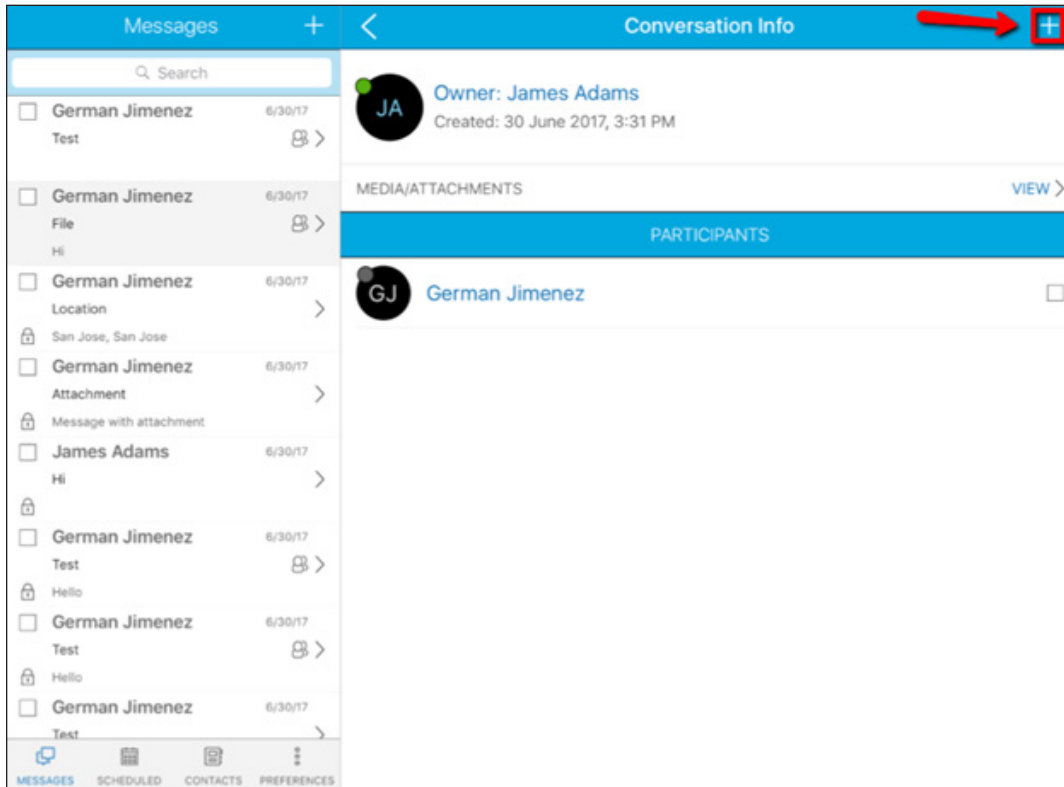 Messages +
Search
German Jimenez 6/30/17
Test
German Jimenez 6/30/17
File
Hi
German Jimenez 6/30/17
Location
San Jose, San Jose
German Jimenez 6/30/17
Attachment
Message with attachment
James Adams 6/30/17
Hi
German Jimenez 6/30/17
Test
Hello
German Jimenez 6/30/17
Test
Hello
German Jimenez 6/30/17
Test
MESSAGES SCHEDULED CONTACTS PREFERENCES
Conversation Info +
JA
Owner: James Adams
Created: 30 June 2017, 3:31 PM
MEDIA/ATTACHMENTS VIEW
PARTICIPANTS
GJ German Jimenez